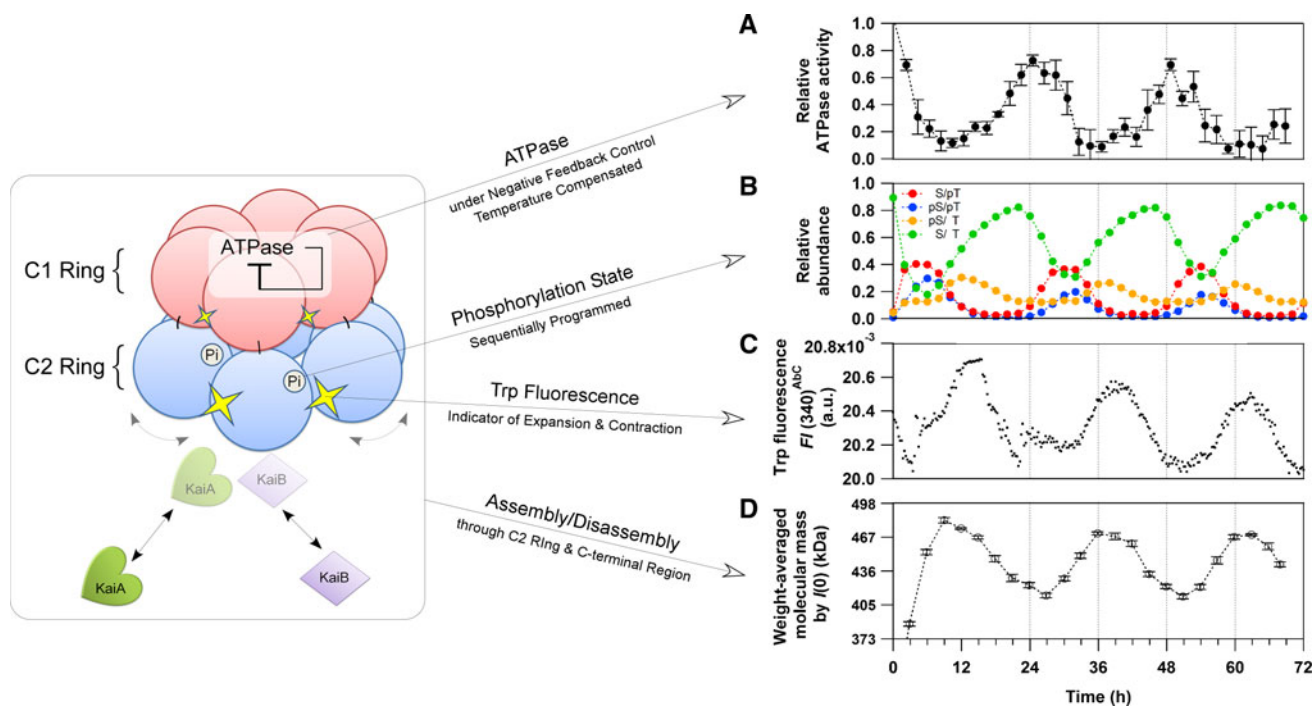 C1 Ring
C2 Ring
ATPase
Pi
Pi
KaiA
KaiB
KaiA
KaiB
ATPase
under Negative Feedback Control
Temperature Compensated
Phosphorylation State
Sequentially Programmed
Trp Fluorescence
Indicator of Expansion & Contraction
Assembly/Disassembly
through C2 RIng & C-terminal Region
A
Relative
ATPase activity
1.0
0.8
0.6
0.4
0.2
0.0
B
Relative
abundance
1.0
0.8
0.6
0.4
0.2
0.0
S/pT
pS/pT
pS/ T
S/ T
C
Trp fluorescence
FI (340)AbC
(a.u.)
20.8x10-3
20.6
20.4
20.2
20.0
D
Weight-averaged
molecular mass
by I(0) (kDa)
498
467
436
405
373
0 12 24 36 48 60 72
Time (h)